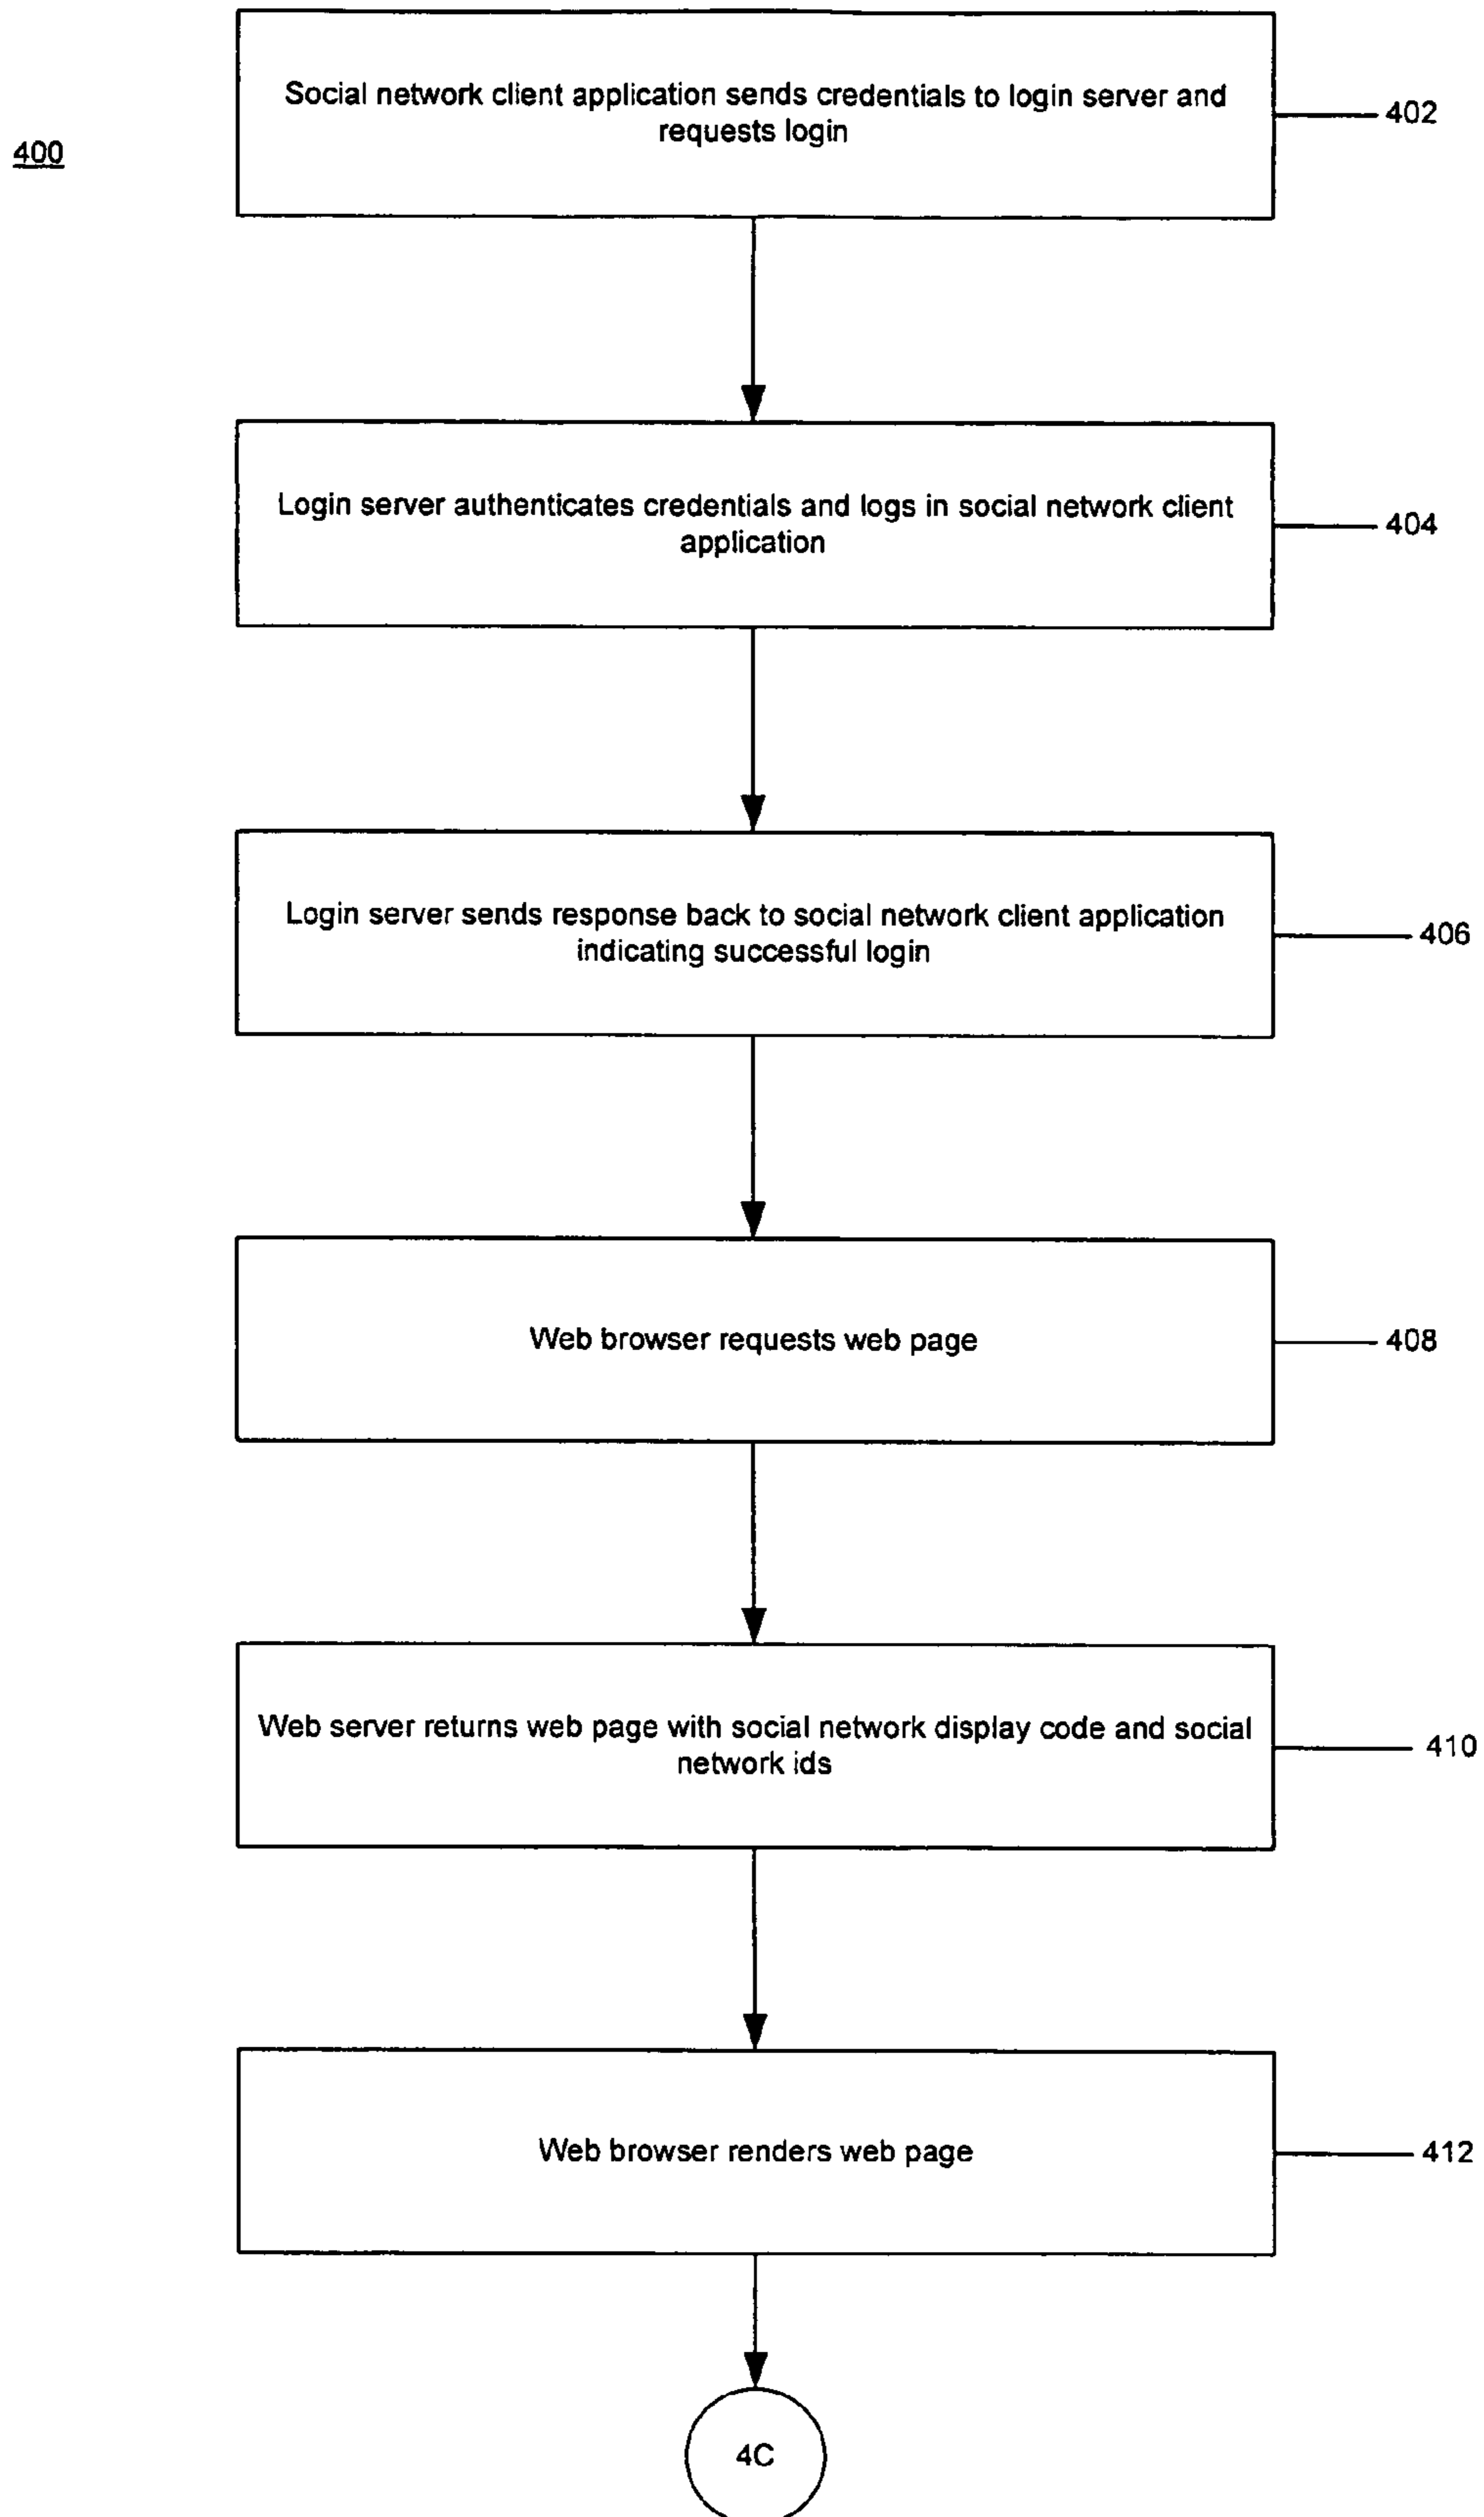 400
Social network client application sends credentials to login server and
requests login
402
Login server authenticates credentials and logs in social network client
application
404
Login server sends response back to social network client application
indicating successful login
406
Web browser requests web page
408
Web server returns web page with social network display code and social
network ids
410
Web browser renders web page
412
4C